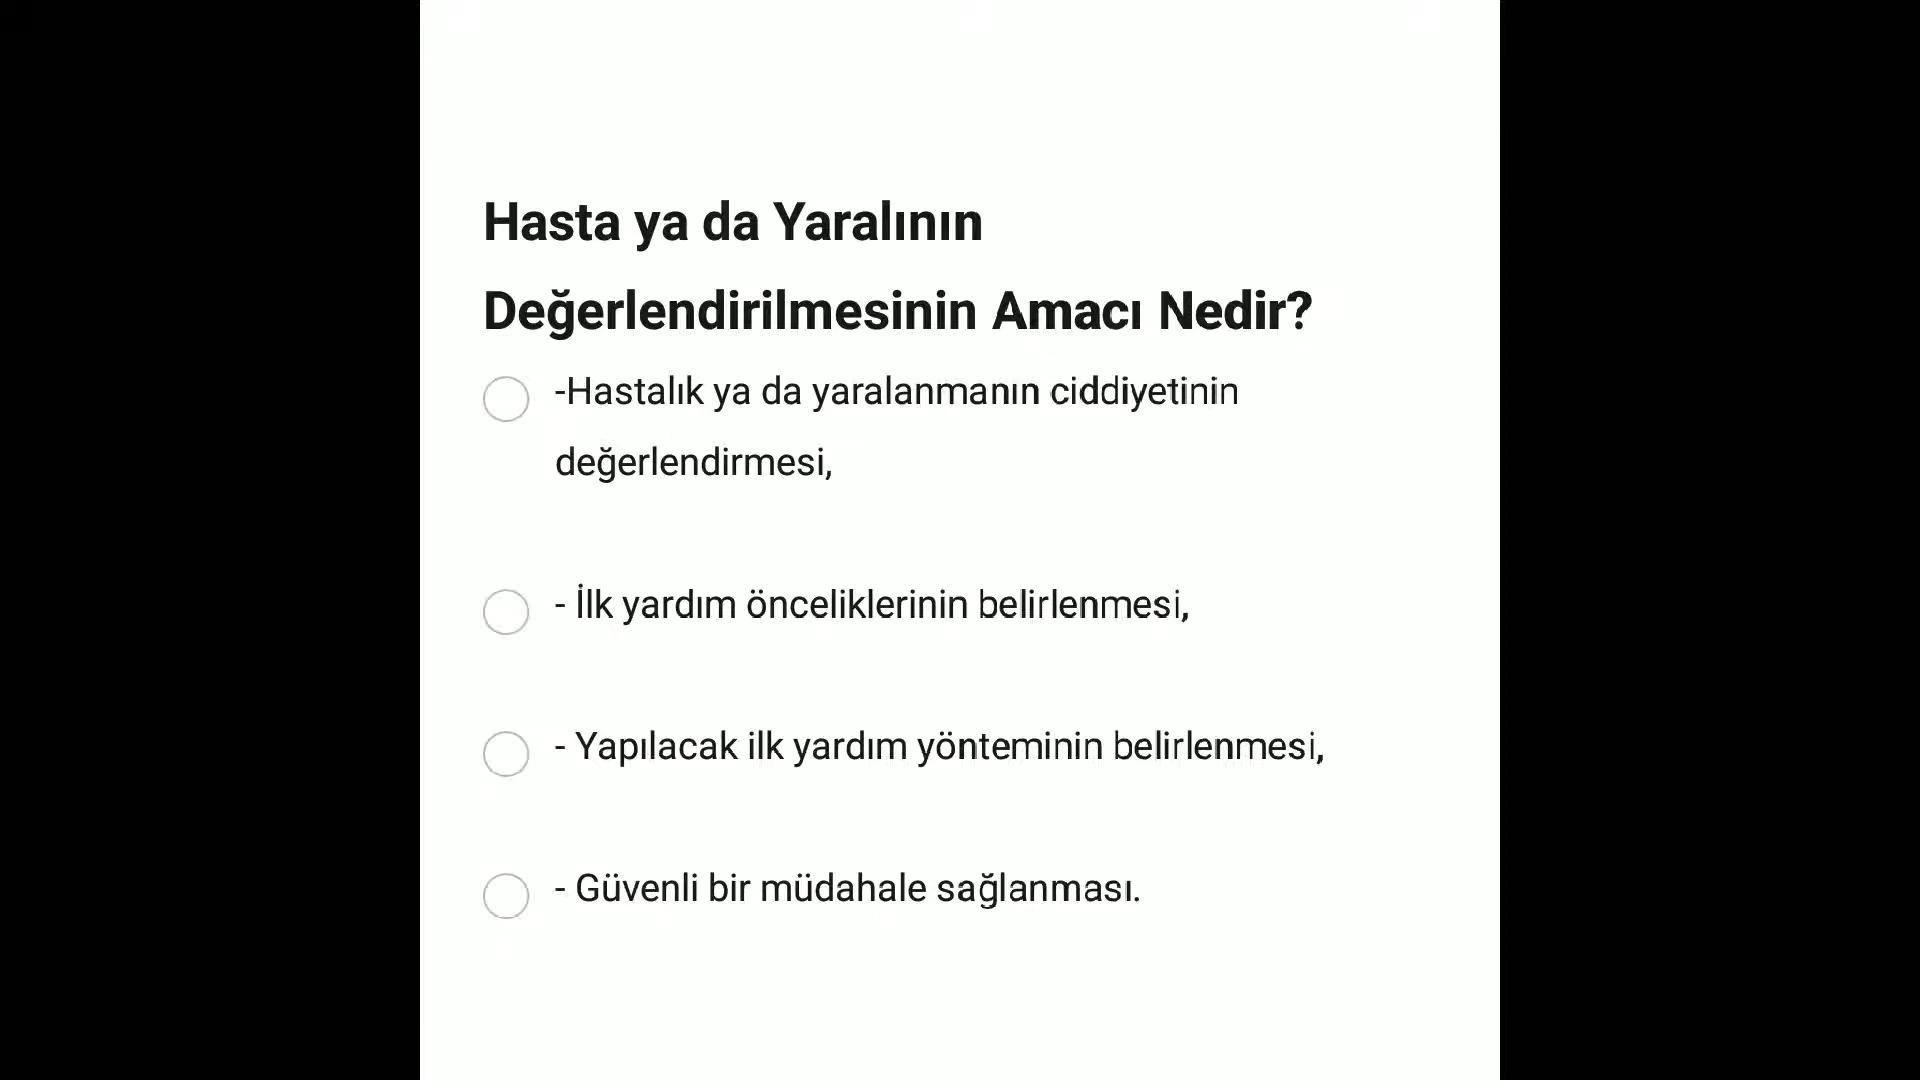 Hasta ya da Yaralının
Değerlendirilmesinin Amacı Nedir?
-Hastalık ya da yaralanmanın ciddiyetinin
değerlendirmesi,
- İlk yardım önceliklerinin belirlenmesi,
- Yapılacak ilk yardım yönteminin belirlenmesi,
- Güvenli bir müdahale sağlanması.